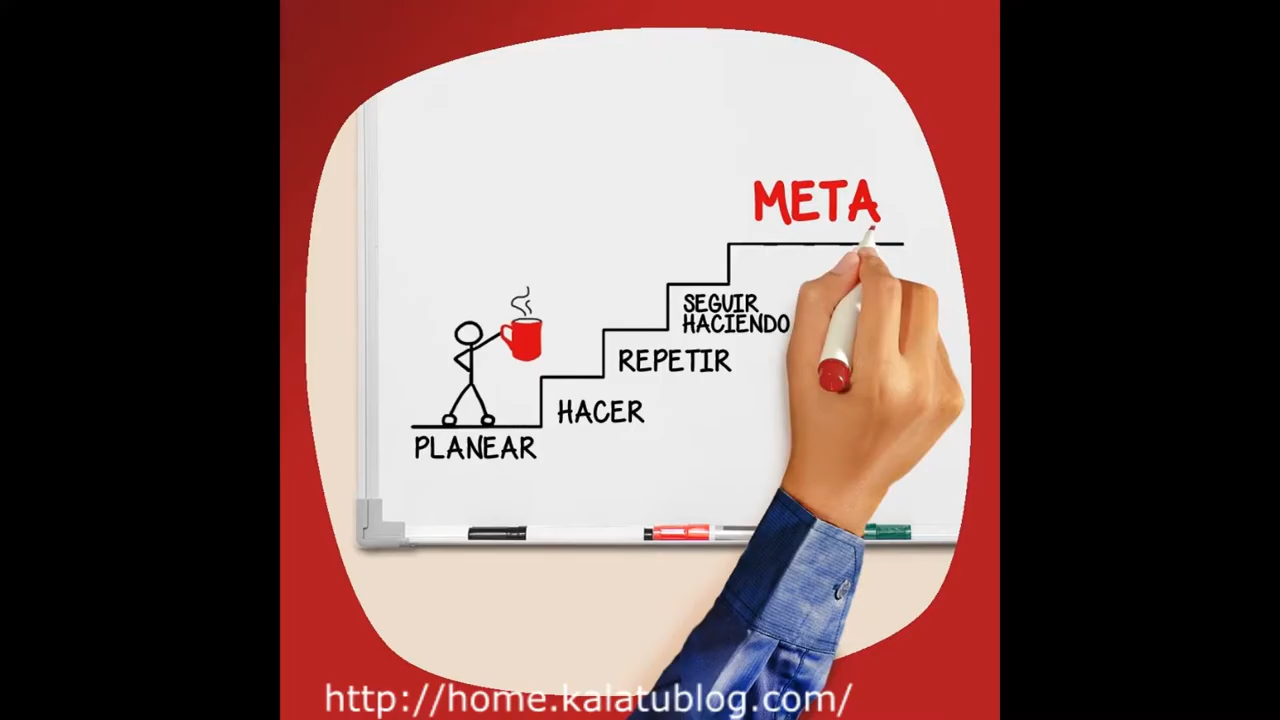 META
SEGUIR
HACIENDO
REPETIR
HACER
PLANEAR
http://home.kalatublog.com/